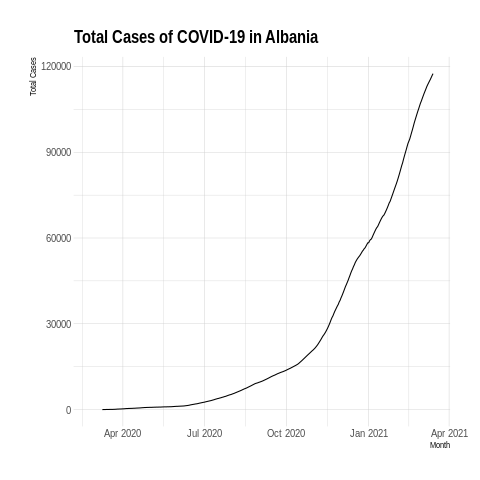 Total Cases of COVID-19 in Albania
Total Cases
120000
90000
60000
30000
0
Apr 2020 Jul 2020 Oct 2020 Jan 2021 Apr 2021
Month